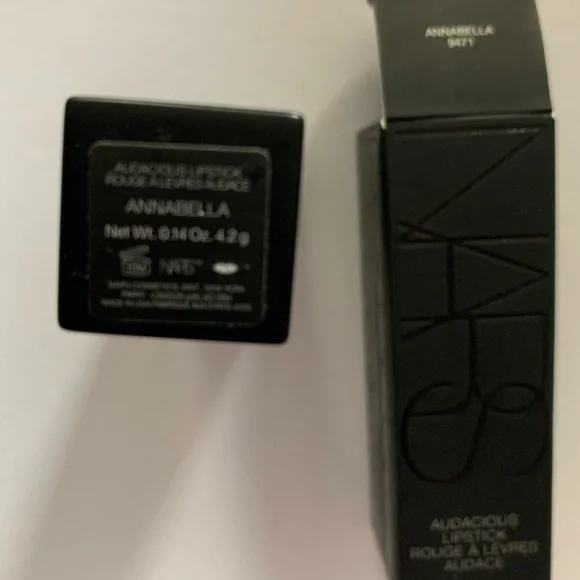 AUDACIOUS LIPSTICK
ROUGE À LÈVRES AUDACE
ANNABELLA
Net Wt. 0.14 Oz. 4.2 g
NARS
ANNABELLA
9471
NARS
AUDACIOUS
LIPSTICK
ROUGE À LÈVRES
AUDACE